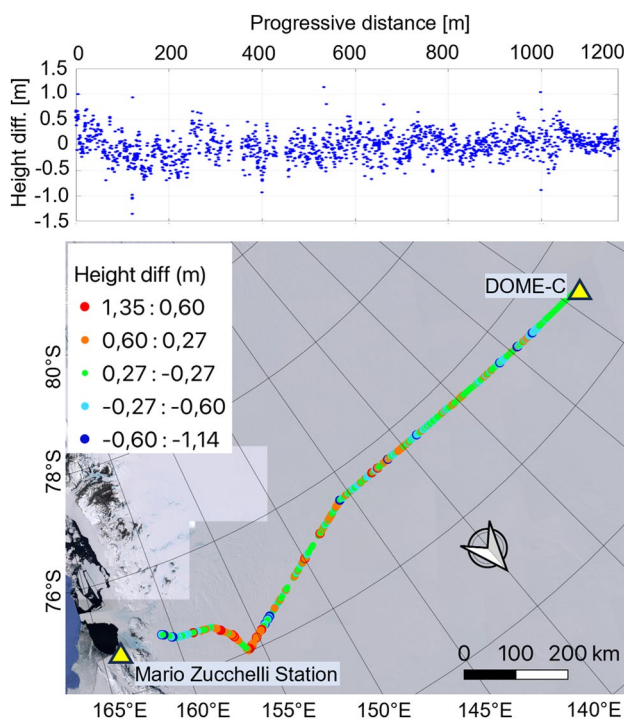 Progressive distance [m]
0 200 400 600 800 1000 1200
Height diff. [m]
1.5
1.0
0.5
0
-0.5
-1.0
-1.5
Height diff (m)
1,35 : 0,60
0,60 : 0,27
0,27 : -0,27
-0,27 : -0,60
-0,60 : -1,14
DOME-C
80°S
78°S
76°S
Mario Zucchelli Station
0 100 200 km
165°E 160°E 155°E 150°E 145°E 140°E